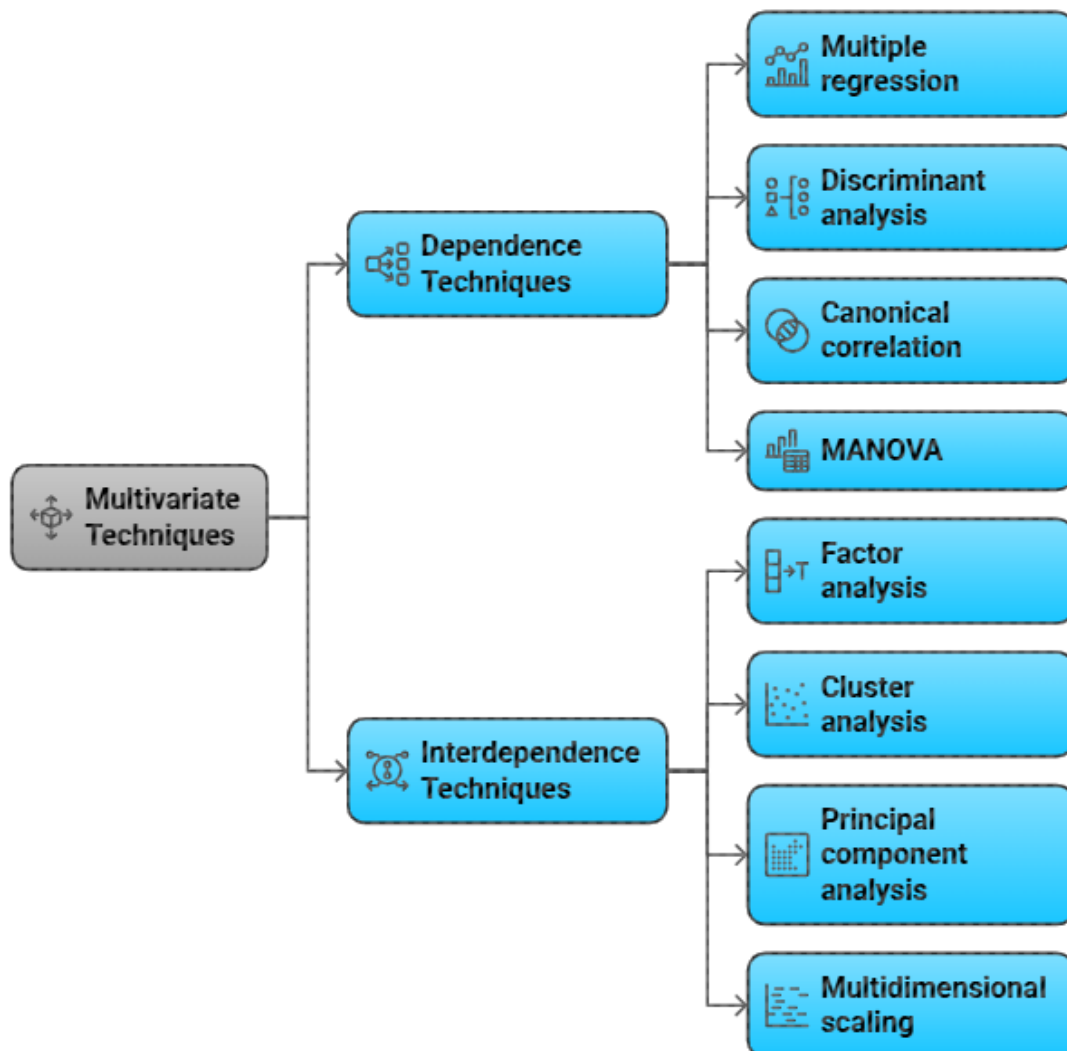 Multivariate
Techniques
Dependence
Techniques
Multiple
regression
Discriminant
analysis
Canonical
correlation
MANOVA
Interdependence
Techniques
Factor
analysis
Cluster
analysis
Principal
component
analysis
Multidimensional
scaling